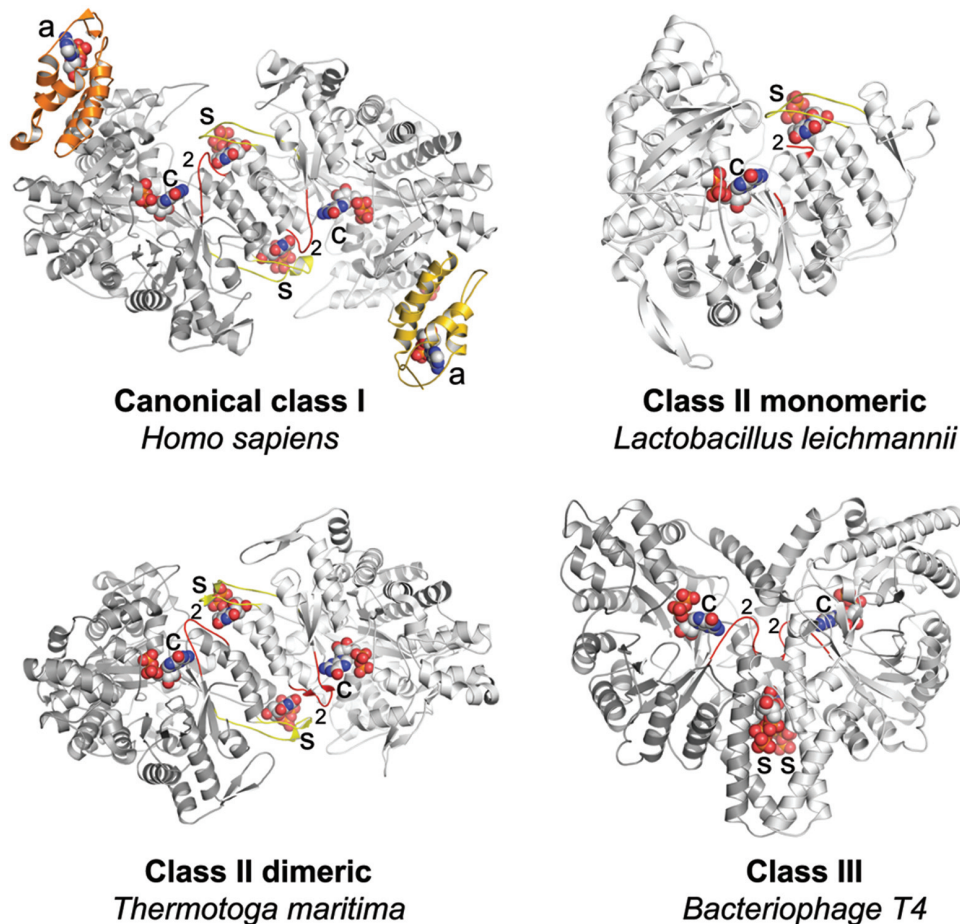 a
S
2
C
C
2
S
a
Canonical class I
Homo sapiens
S
2
C
Class II monomeric
Lactobacillus leichmannii
S
2
C
C
2
S
Class II dimeric
Thermotoga maritima
C
2
2
C
S S
Class III
Bacteriophage T4